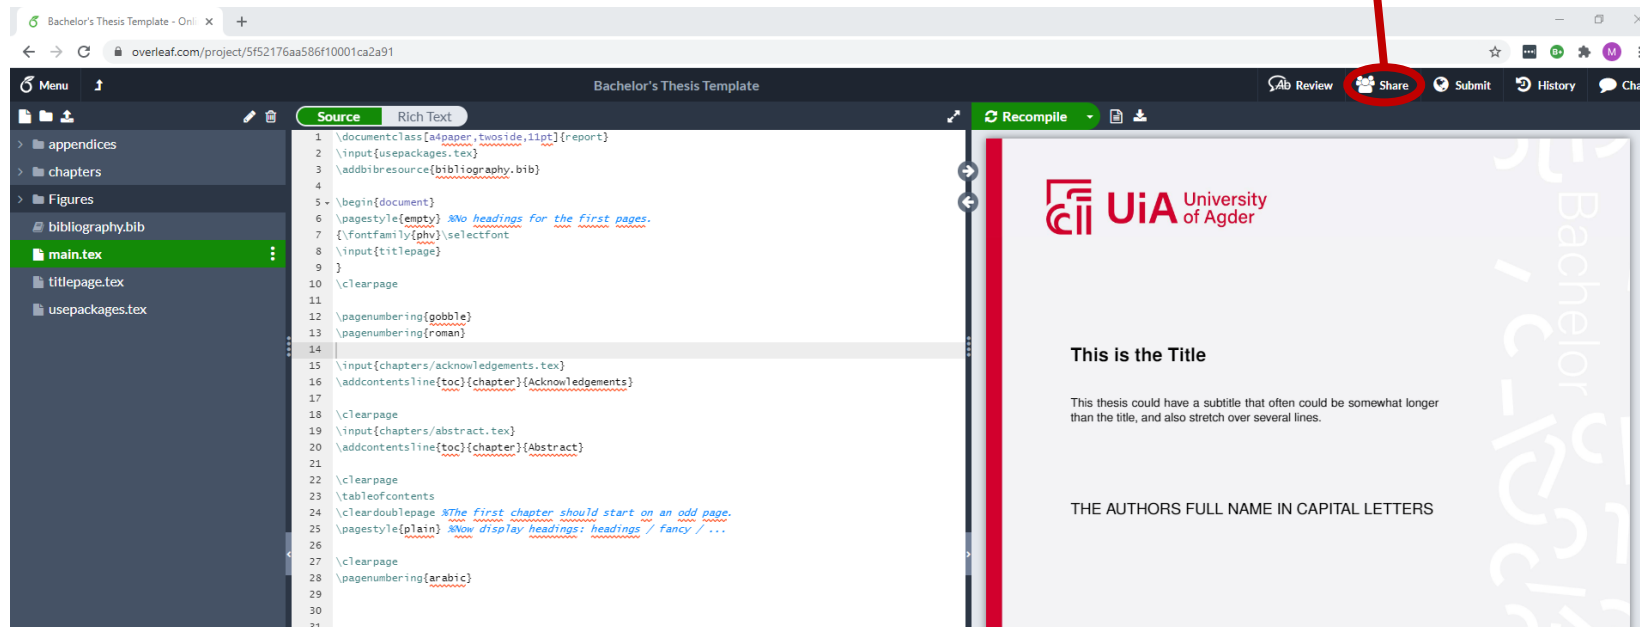 Bachelor's Thesis Template - Onli
overleaf.com/project/5f52176aa586f10001ca2a91
M
Menu
Bachelor's Thesis Template
Review
Share
Submit
History
Cha
Source
Rich Text
Recompile
appendices
chapters
Figures
bibliography.bib
main.tex
titlepage.tex
usepackages.tex
1 \documentclass[a4paper,twoside,11pt]{report}
2 \input{usepackages.tex}
3 \addbibresource{bibliography.bib}
4
5 \begin{document}
6 \pagestyle{empty} %No headings for the first pages.
7 {\fontfamily{phv}\selectfont
8 \input{titlepage}
9 }
10 \clearpage
11
12 \pagenumbering{gobble}
13 \pagenumbering{roman}
14
15 \input{chapters/acknowledgements.tex}
16 \addcontentsline{toc}{chapter}{Acknowledgements}
17
18 \clearpage
19 \input{chapters/abstract.tex}
20 \addcontentsline{toc}{chapter}{Abstract}
21
22 \clearpage
23 \tableofcontents
24 \cleardoublepage %The first chapter should start on an odd page.
25 \pagestyle{plain} %Now display headings: headings / fancy / ...
26
27 \clearpage
28 \pagenumbering{arabic}
29
30
31
UiA University
of Agder
Bachelor
This is the Title
This thesis could have a subtitle that often could be somewhat longer
than the title, and also stretch over several lines.
THE AUTHORS FULL NAME IN CAPITAL LETTERS